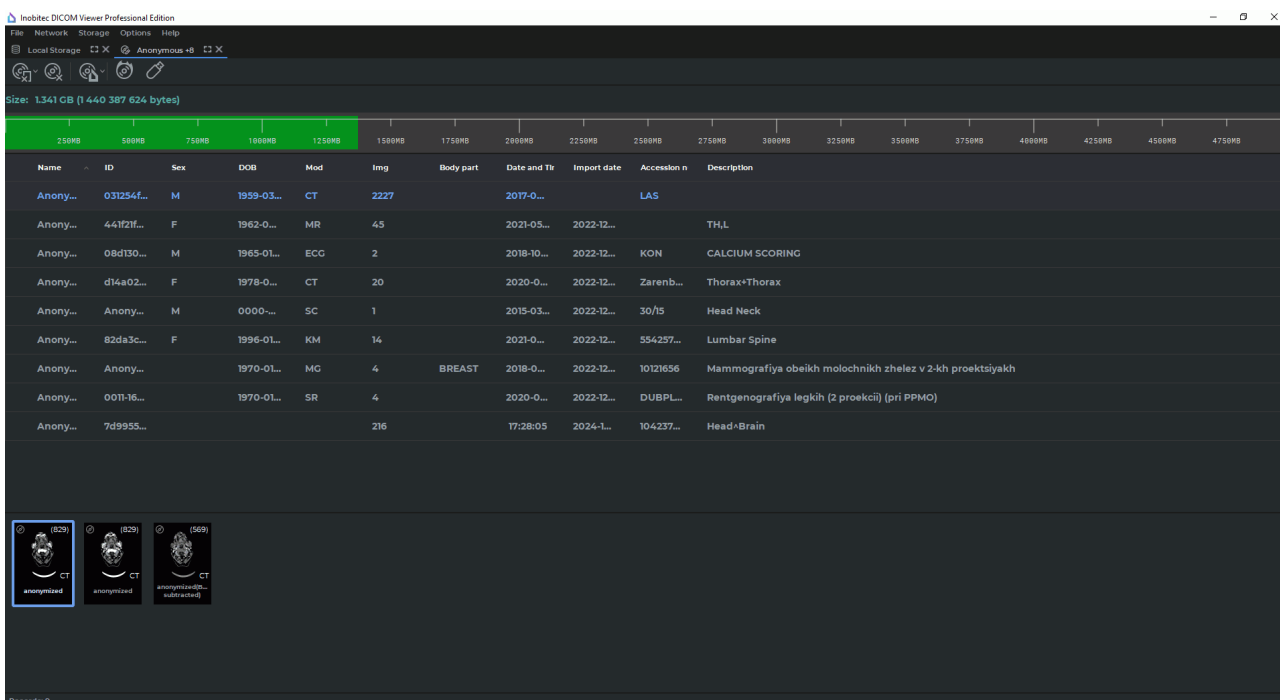 Inobitec DICOM Viewer Professional Edition
File Network Storage Options Help
Local Storage Anonymous +8
Size: 1.341 GB (1 440 387 624 bytes)
250MB 500MB 750MB 1000MB 1250MB 1500MB 1750MB 2000MB 2250MB 2500MB 2750MB 3000MB 3250MB 3500MB 3750MB 4000MB 4250MB 4500MB 4750MB
Name ID Sex DOB Mod Img Body part Date and Tir Import date Accession n Description
Anony... 031254f... M 1959-03... CT 2227 2017-0... LAS
Anony... 441f21f... F 1962-0... MR 45 2021-05... 2022-12... TH,L
Anony... 08d130... M 1965-01... ECG 2 2018-10... 2022-12... KON CALCIUM SCORING
Anony... d14a02... F 1978-0... CT 20 2020-0... 2022-12... Zarenb... Thorax+Thorax
Anony... Anony... M 0000-... SC 1 2015-03... 2022-12... 30/15 Head Neck
Anony... 82da3c... F 1996-01... KM 14 2021-0... 2022-12... 554257... Lumbar Spine
Anony... Anony... 1970-01... MG 4 BREAST 2018-0... 2022-12... 10121656 Mammografiya obeikh molochnikh zhelez v 2-kh proektsiyakh
Anony... 0011-16... 1970-01... SR 4 2020-0... 2022-12... DUBPL... Rentgenografiya legkih (2 proekcii) (pri PPMO)
Anony... 7d9955... 216 17:28:05 2024-1... 104237... Head^Brain
(829) (829) (569)
CT CT CT
anonymized anonymized anonymized(B...
subtracted)